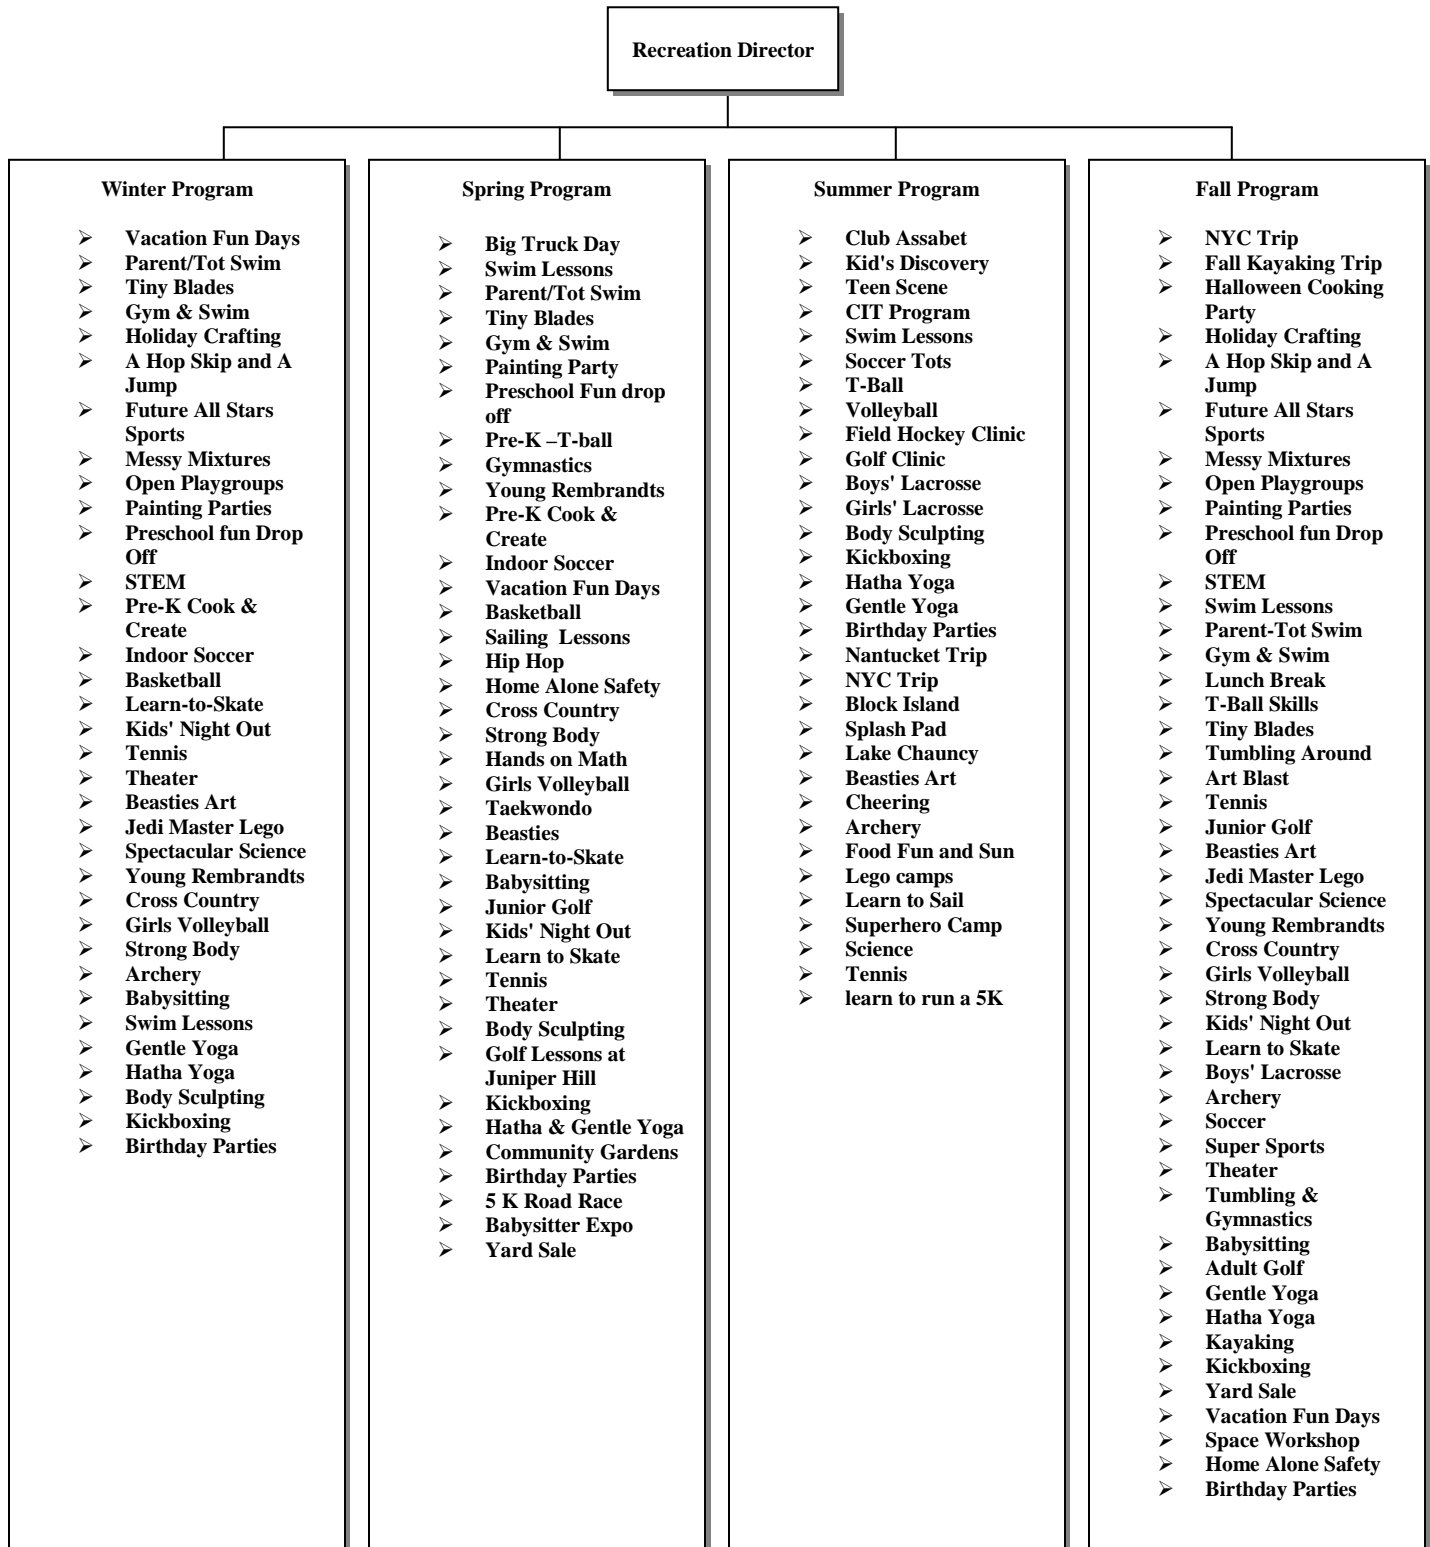 Recreation Director
Winter Program
➢ Vacation Fun Days
➢ Parent/Tot Swim
➢ Tiny Blades
➢ Gym & Swim
➢ Holiday Crafting
➢ A Hop Skip and A
Jump
➢ Future All Stars
Sports
➢ Messy Mixtures
➢ Open Playgroups
➢ Painting Parties
➢ Preschool fun Drop
Off
➢ STEM
➢ Pre-K Cook &
Create
➢ Indoor Soccer
➢ Basketball
➢ Learn-to-Skate
➢ Kids' Night Out
➢ Tennis
➢ Theater
➢ Beasties Art
➢ Jedi Master Lego
➢ Spectacular Science
➢ Young Rembrandts
➢ Cross Country
➢ Girls Volleyball
➢ Strong Body
➢ Archery
➢ Babysitting
➢ Swim Lessons
➢ Gentle Yoga
➢ Hatha Yoga
➢ Body Sculpting
➢ Kickboxing
➢ Birthday Parties
Spring Program
➢ Big Truck Day
➢ Swim Lessons
➢ Parent/Tot Swim
➢ Tiny Blades
➢ Gym & Swim
➢ Painting Party
➢ Preschool Fun drop
off
➢ Pre-K –T-ball
➢ Gymnastics
➢ Young Rembrandts
➢ Pre-K Cook &
Create
➢ Indoor Soccer
➢ Vacation Fun Days
➢ Basketball
➢ Sailing Lessons
➢ Hip Hop
➢ Home Alone Safety
➢ Cross Country
➢ Strong Body
➢ Hands on Math
➢ Girls Volleyball
➢ Taekwondo
➢ Beasties
➢ Learn-to-Skate
➢ Babysitting
➢ Junior Golf
➢ Kids' Night Out
➢ Learn to Skate
➢ Tennis
➢ Theater
➢ Body Sculpting
➢ Golf Lessons at
Juniper Hill
➢ Kickboxing
➢ Hatha & Gentle Yoga
➢ Community Gardens
➢ Birthday Parties
➢ 5 K Road Race
➢ Babysitter Expo
➢ Yard Sale
Summer Program
➢ Club Assabet
➢ Kid's Discovery
➢ Teen Scene
➢ CIT Program
➢ Swim Lessons
➢ Soccer Tots
➢ T-Ball
➢ Volleyball
➢ Field Hockey Clinic
➢ Golf Clinic
➢ Boys' Lacrosse
➢ Girls' Lacrosse
➢ Body Sculpting
➢ Kickboxing
➢ Hatha Yoga
➢ Gentle Yoga
➢ Birthday Parties
➢ Nantucket Trip
➢ NYC Trip
➢ Block Island
➢ Splash Pad
➢ Lake Chauncy
➢ Beasties Art
➢ Cheering
➢ Archery
➢ Food Fun and Sun
➢ Lego camps
➢ Learn to Sail
➢ Superhero Camp
➢ Science
➢ Tennis
➢ learn to run a 5K
Fall Program
➢ NYC Trip
➢ Fall Kayaking Trip
➢ Halloween Cooking
Party
➢ Holiday Crafting
➢ A Hop Skip and A
Jump
➢ Future All Stars
Sports
➢ Messy Mixtures
➢ Open Playgroups
➢ Painting Parties
➢ Preschool fun Drop
Off
➢ STEM
➢ Swim Lessons
➢ Parent-Tot Swim
➢ Gym & Swim
➢ Lunch Break
➢ T-Ball Skills
➢ Tiny Blades
➢ Tumbling Around
➢ Art Blast
➢ Tennis
➢ Junior Golf
➢ Beasties Art
➢ Jedi Master Lego
➢ Spectacular Science
➢ Young Rembrandts
➢ Cross Country
➢ Girls Volleyball
➢ Strong Body
➢ Kids' Night Out
➢ Learn to Skate
➢ Boys' Lacrosse
➢ Archery
➢ Soccer
➢ Super Sports
➢ Theater
➢ Tumbling &
Gymnastics
➢ Babysitting
➢ Adult Golf
➢ Gentle Yoga
➢ Hatha Yoga
➢ Kayaking
➢ Kickboxing
➢ Yard Sale
➢ Vacation Fun Days
➢ Space Workshop
➢ Home Alone Safety
➢ Birthday Parties